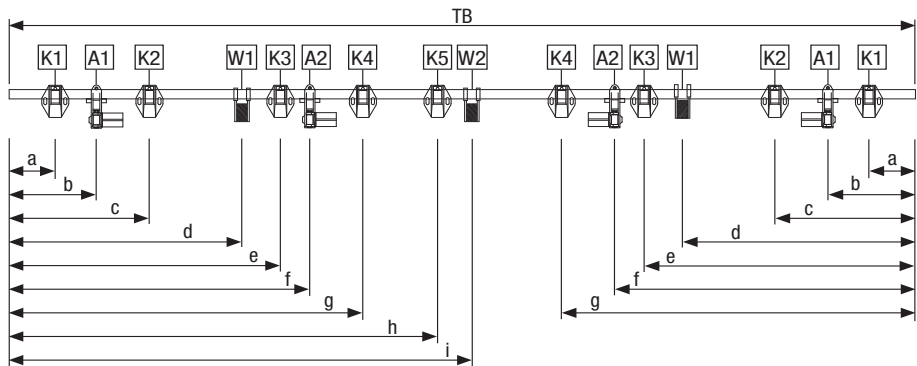 TB
K1 A1 K2 W1 K3 A2 K4 K5 W2 K4 A2 K3 W1 K2 A1 K1
a a
b b
c c
d d
e e
f f
g g
h
i